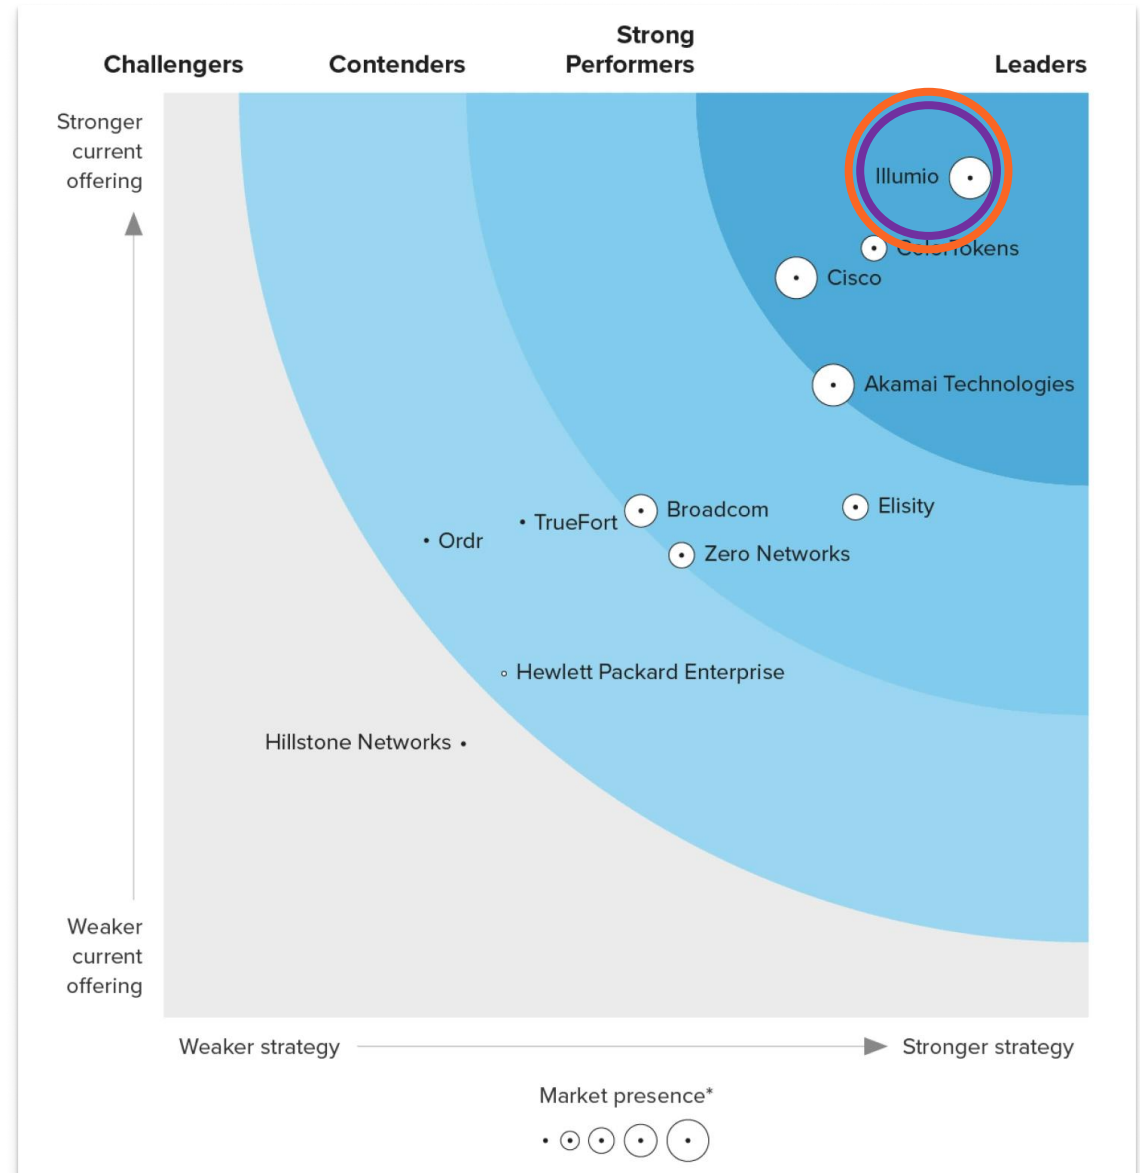 Strong
Challengers Contenders Performers Leaders
Stronger
current
offering
Illumio
ColorTokens
Cisco
Akamai Technologies
Elisity
Broadcom
TrueFort
Ordr
Zero Networks
Hewlett Packard Enterprise
Hillstone Networks
Weaker
current
offering
Weaker strategy Stronger strategy
Market presence*